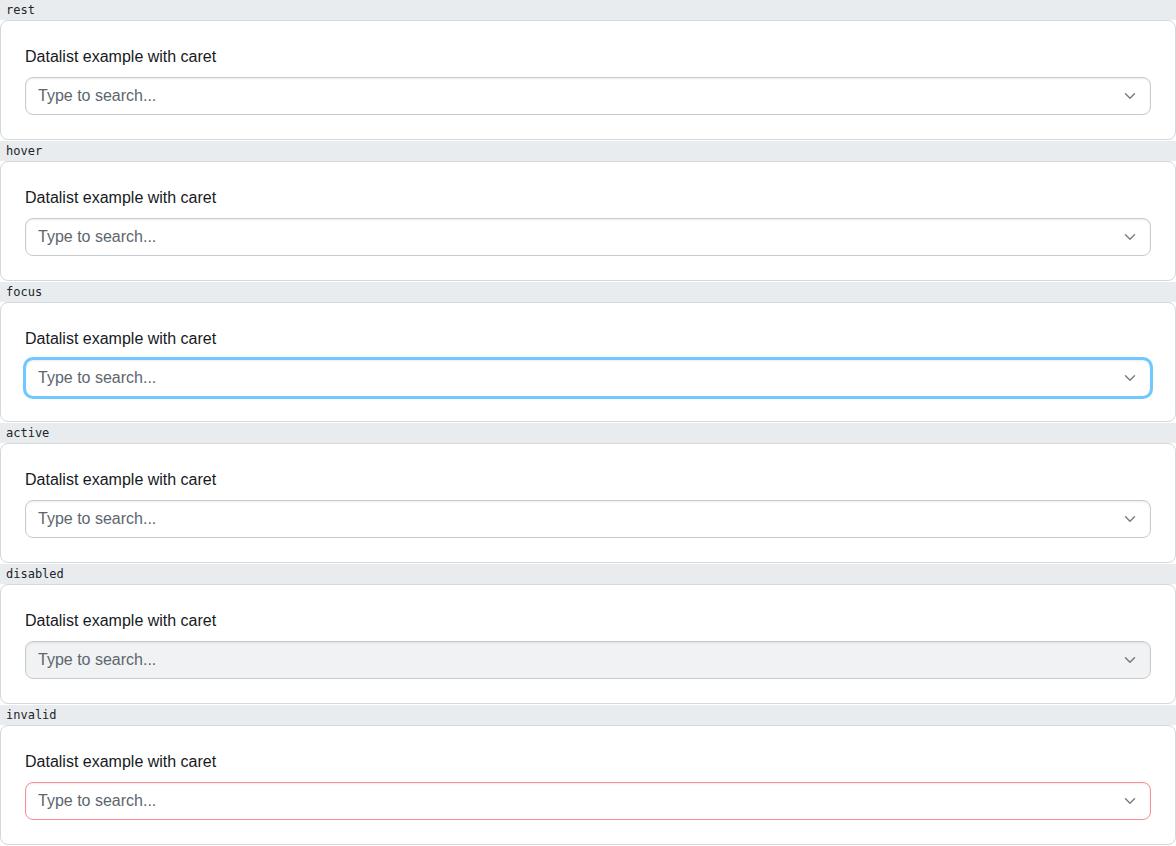 rest
Datalist example with caret
Type to search...
hover
Datalist example with caret
Type to search...
focus
Datalist example with caret
Type to search...
active
Datalist example with caret
Type to search...
disabled
Datalist example with caret
Type to search...
invalid
Datalist example with caret
Type to search...